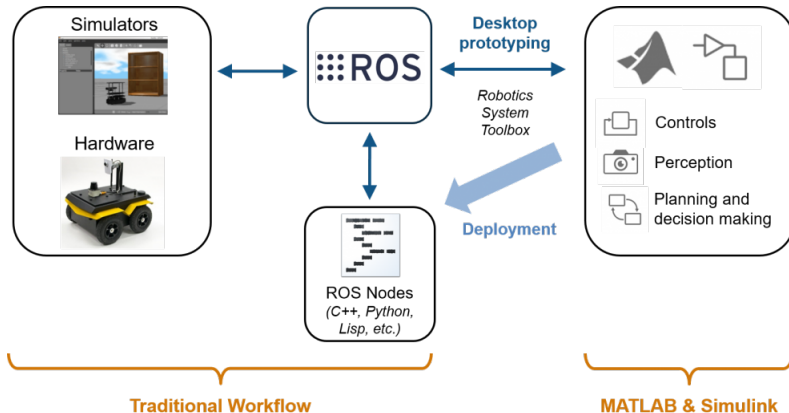 Simulators
Hardware
ROS
Desktop
prototyping
Robotics
System
Toolbox
Deployment
ROS Nodes
(C++, Python,
Lisp, etc.)
Controls
Perception
Planning and
decision making
Traditional Workflow
MATLAB & Simulink